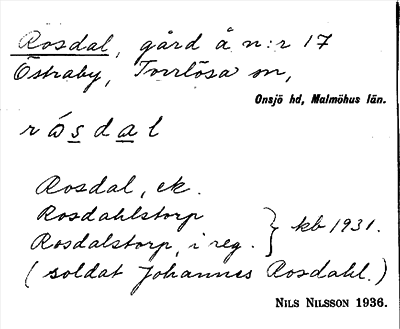 Rosdal, gård å n:r 17
Östraby, Torrlösa sn,
Onsjö hd, Malmöhus län.
r ó s d a l
Rosdal, ek.
Rosdahlstorp
Rosdalstorp, i reg. } kb 1931.
(soldat Johannes Rosdahl.)
NILS NILSSON 1936.